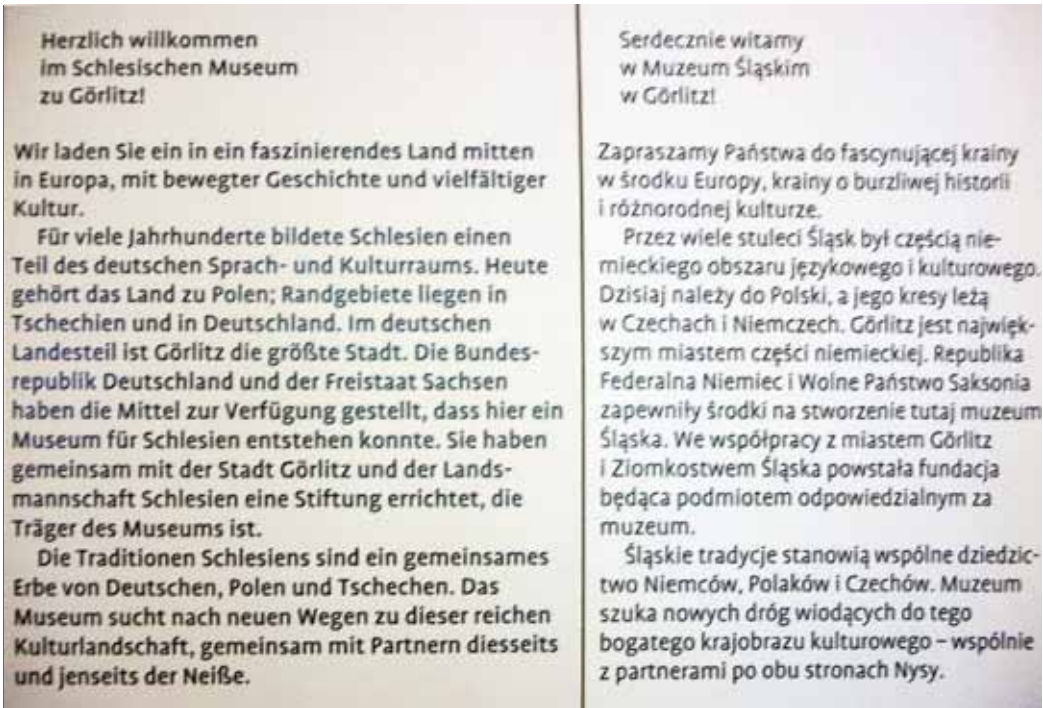 Herzlich willkommen
im Schlesischen Museum
zu Görlitz!
Wir laden Sie ein in ein faszinierendes Land mitten
in Europa, mit bewegter Geschichte und vielfältiger
Kultur.
Für viele Jahrhunderte bildete Schlesien einen
Teil des deutschen Sprach- und Kulturraums. Heute
gehört das Land zu Polen; Randgebiete liegen in
Tschechien und in Deutschland. Im deutschen
Landesteil ist Görlitz die größte Stadt. Die Bundes-
republik Deutschland und der Freistaat Sachsen
haben die Mittel zur Verfügung gestellt, dass hier ein
Museum für Schlesien entstehen konnte. Sie haben
gemeinsam mit der Stadt Görlitz und der Lands-
mannschaft Schlesien eine Stiftung errichtet, die
Träger des Museums ist.
Die Traditionen Schlesiens sind ein gemeinsames
Erbe von Deutschen, Polen und Tschechen. Das
Museum sucht nach neuen Wegen zu dieser reichen
Kulturlandschaft, gemeinsam mit Partnern diesseits
und jenseits der Neiße.
Serdecznie witamy
w Muzeum Śląskim
w Görlitz!
Zapraszamy Państwa do fascynującej krainy
w środku Europy, krainy o burzliwej historii
i różnorodnej kulturze.
Przez wiele stuleci Śląsk był częścią nie-
mieckiego obszaru językowego i kulturowego.
Dzisiaj należy do Polski, a jego kresy leżą
w Czechach i Niemczech. Görlitz jest najwięk-
szym miastem części niemieckiej. Republika
Federalna Niemiec i Wolne Państwo Saksonia
zapewniły środki na stworzenie tutaj muzeum
Śląska. We współpracy z miastem Görlitz
i Ziomkostwem Śląska powstała fundacja
będąca podmiotem odpowiedzialnym za
muzeum.
Śląskie tradycje stanowią wspólne dziedzic-
two Niemców, Polaków i Czechów. Muzeum
szuka nowych dróg wiodących do tego
bogatego krajobrazu kulturowego – wspólnie
z partnerami po obu stronach Nysy.